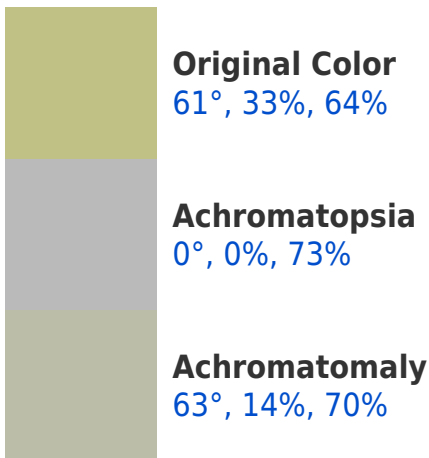 Original Color
61°, 33%, 64%
Achromatopsia
0°, 0%, 73%
Achromatomaly
63°, 14%, 70%